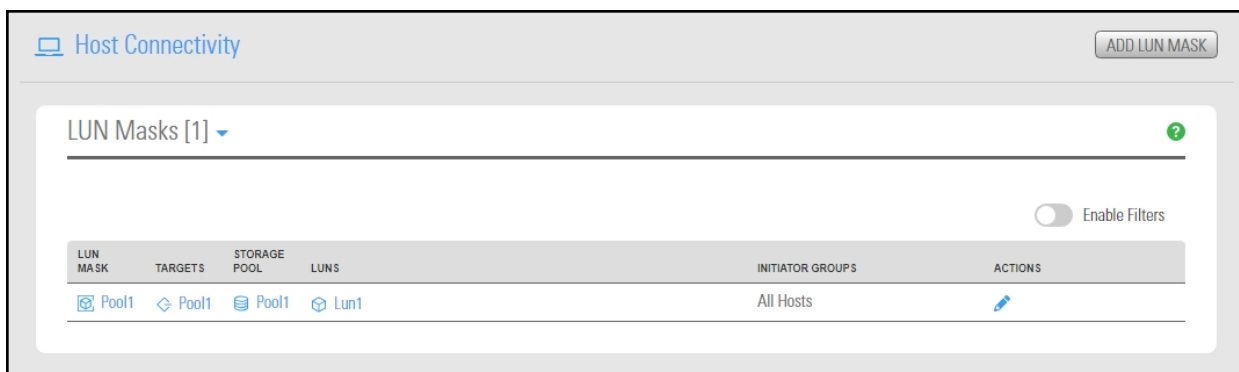 Host Connectivity
ADD LUN MASK
LUN Masks [1]
?
Enable Filters
LUN MASK TARGETS STORAGE POOL LUNS INITIATOR GROUPS ACTIONS
Pool1 Pool1 Pool1 Lun1 All Hosts